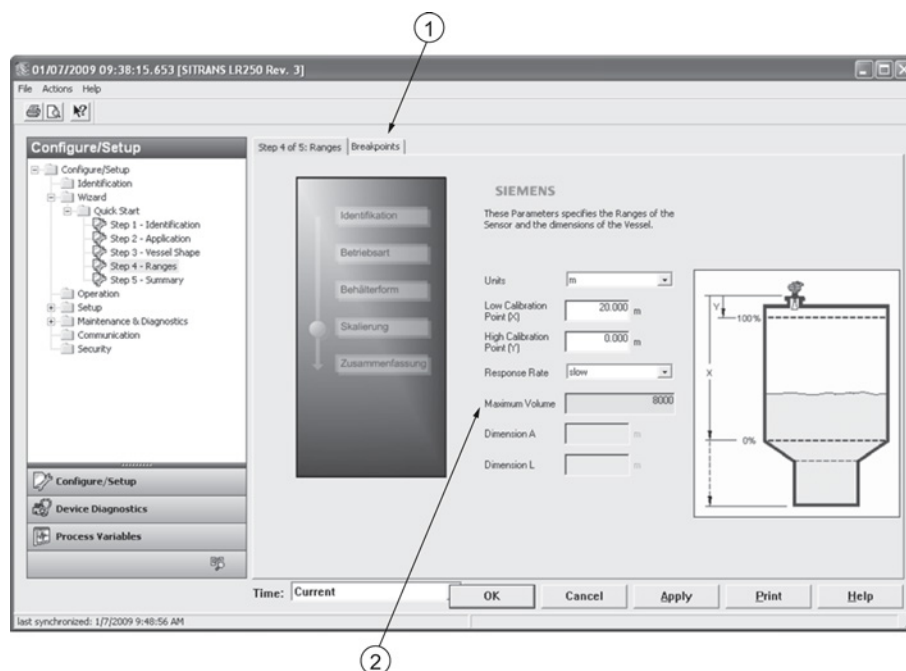 1
01/07/2009 09:38:15.653 [SITRANS LR250 Rev. 3]
File Actions Help
Configure/Setup
Configure/Setup
Identification
Wizard
Quick Start
Step 1 - Identification
Step 2 - Application
Step 3 - Vessel Shape
Step 4 - Ranges
Step 5 - Summary
Operation
Setup
Maintenance & Diagnostics
Communication
Security
Configure/Setup
Device Diagnostics
Process Variables
Step 4 of 5: Ranges
Breakpoints
Identifikation
Betriebsart
Behälterform
Skalierung
Zusammenfassung
SIEMENS
These Parameters specifies the Ranges of the
Sensor and the dimensions of the Vessel.
Units m
Low Calibration
Point (X) 20.000 m
High Calibration
Point (Y) 0.000 m
Response Rate slow
Maximum Volume 8000
Dimension A m
Dimension L m
Y
100%
X
0%
Time: Current
OK Cancel Apply Print Help
last synchronized: 1/7/2009 9:48:56 AM
2